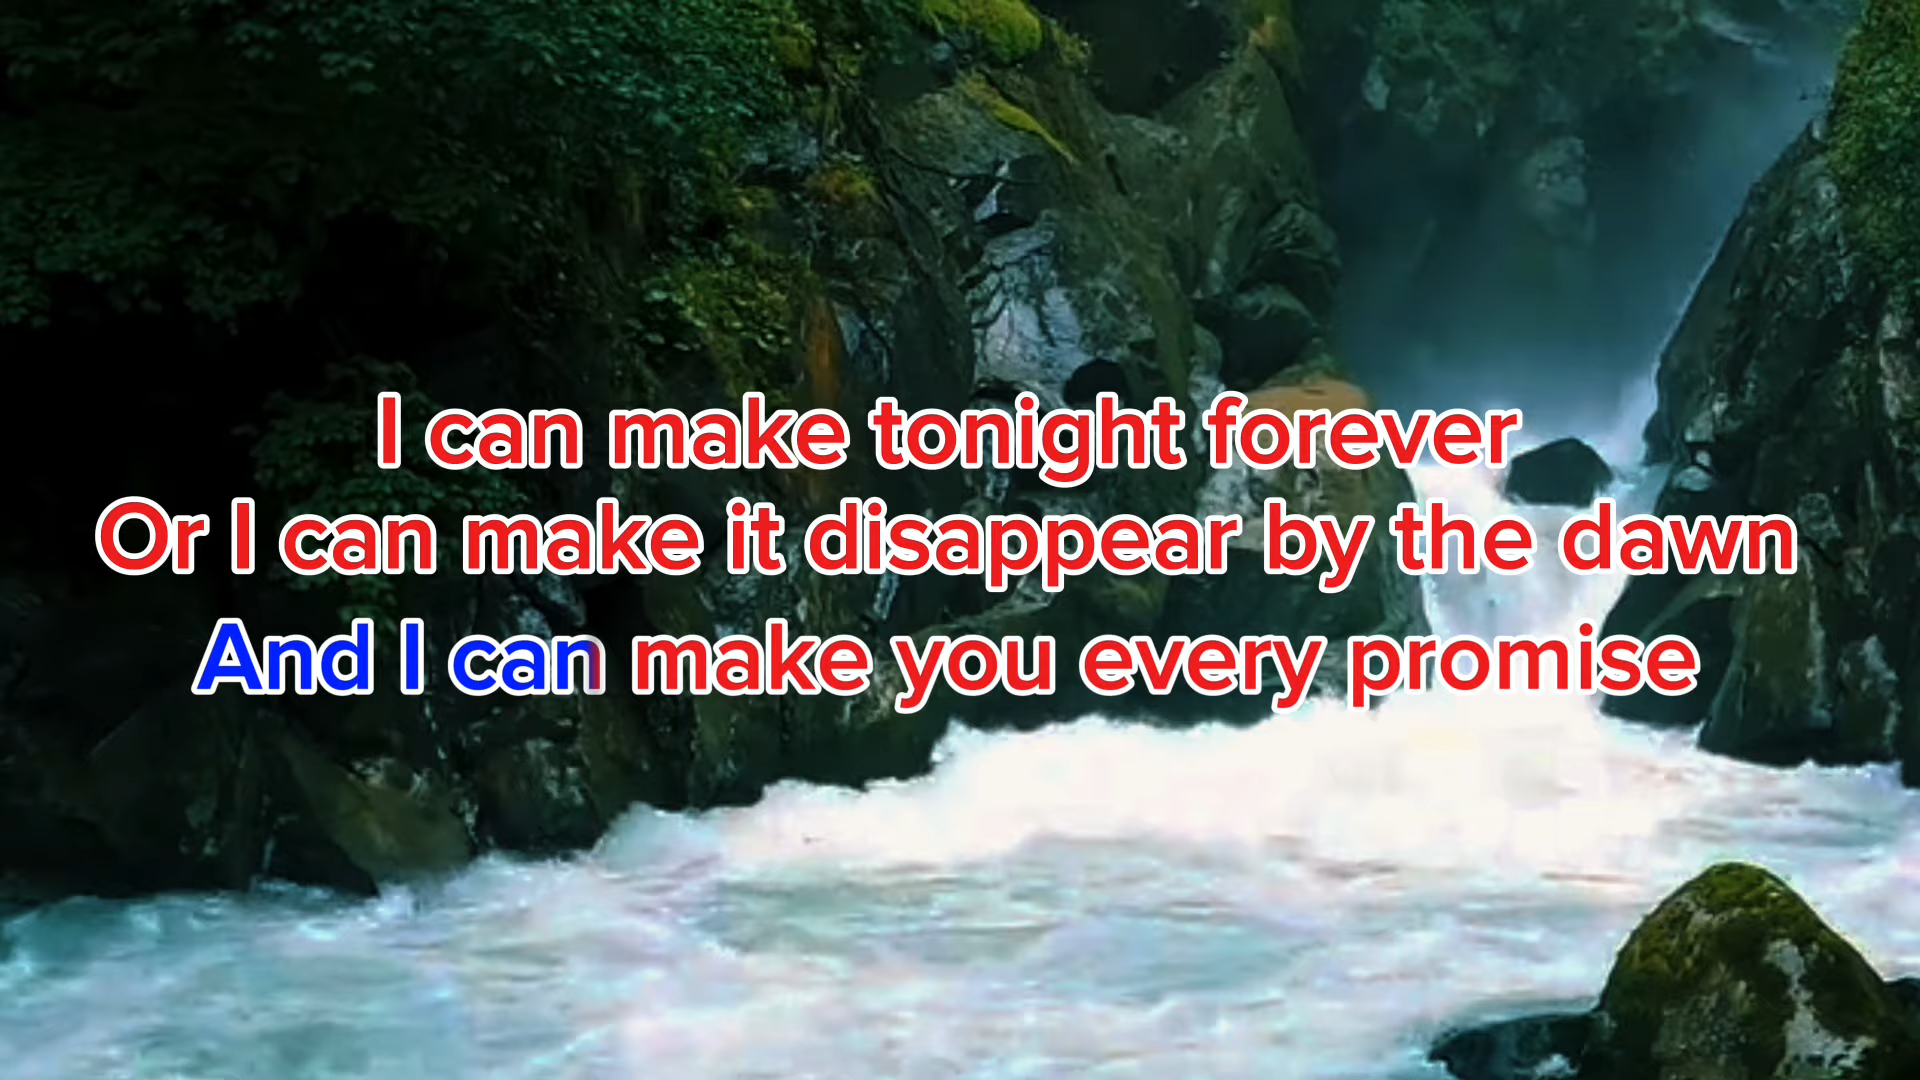 I can make tonight forever
Or I can make it disappear by the dawn
And I can make you every promise